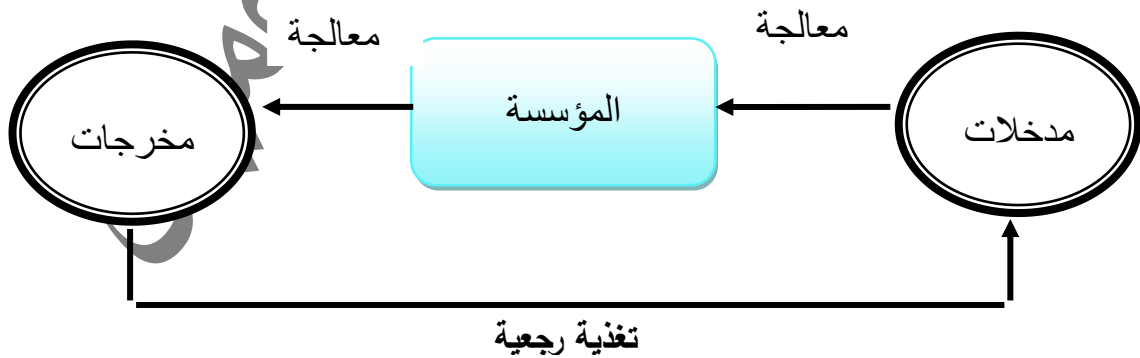 معالجة
معالجة
مدخلات
المؤسسة
مخرجات
تغذية رجعية